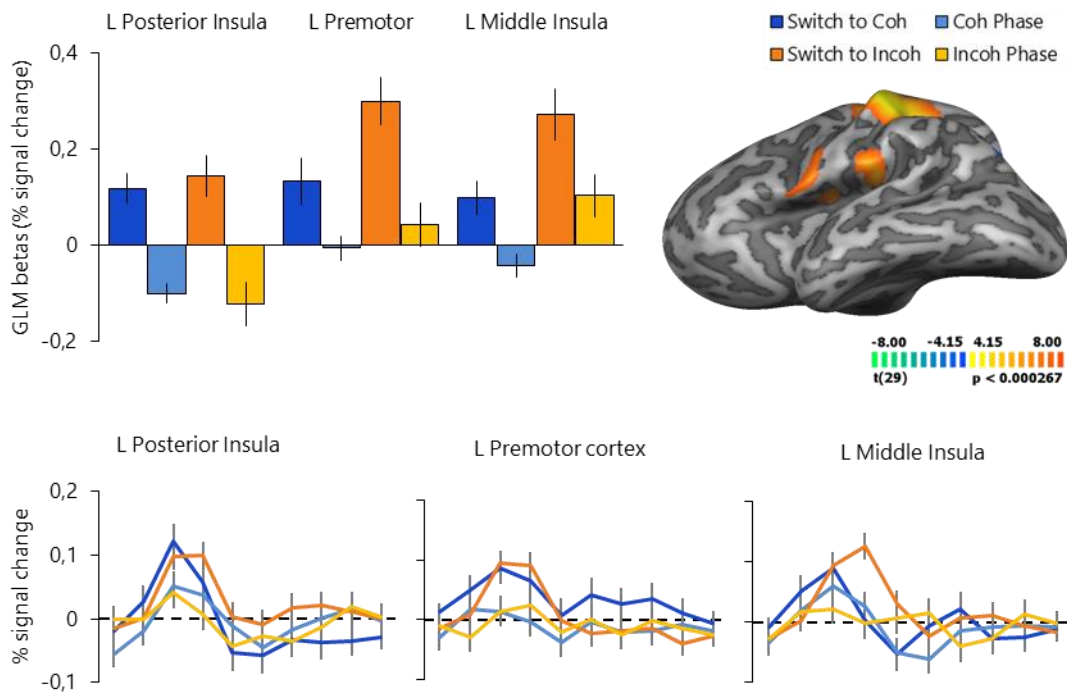 L Posterior Insula L Premotor L Middle Insula
Switch to Coh Coh Phase
Switch to Incoh Incoh Phase
GLM betas (% signal change)
0,4
0,2
0
-0,2
-8.00 -4.15 4.15 8.00
t(29) p < 0.000267
L Posterior Insula L Premotor cortex L Middle Insula
% signal change
0,2
0,1
0
-0,1